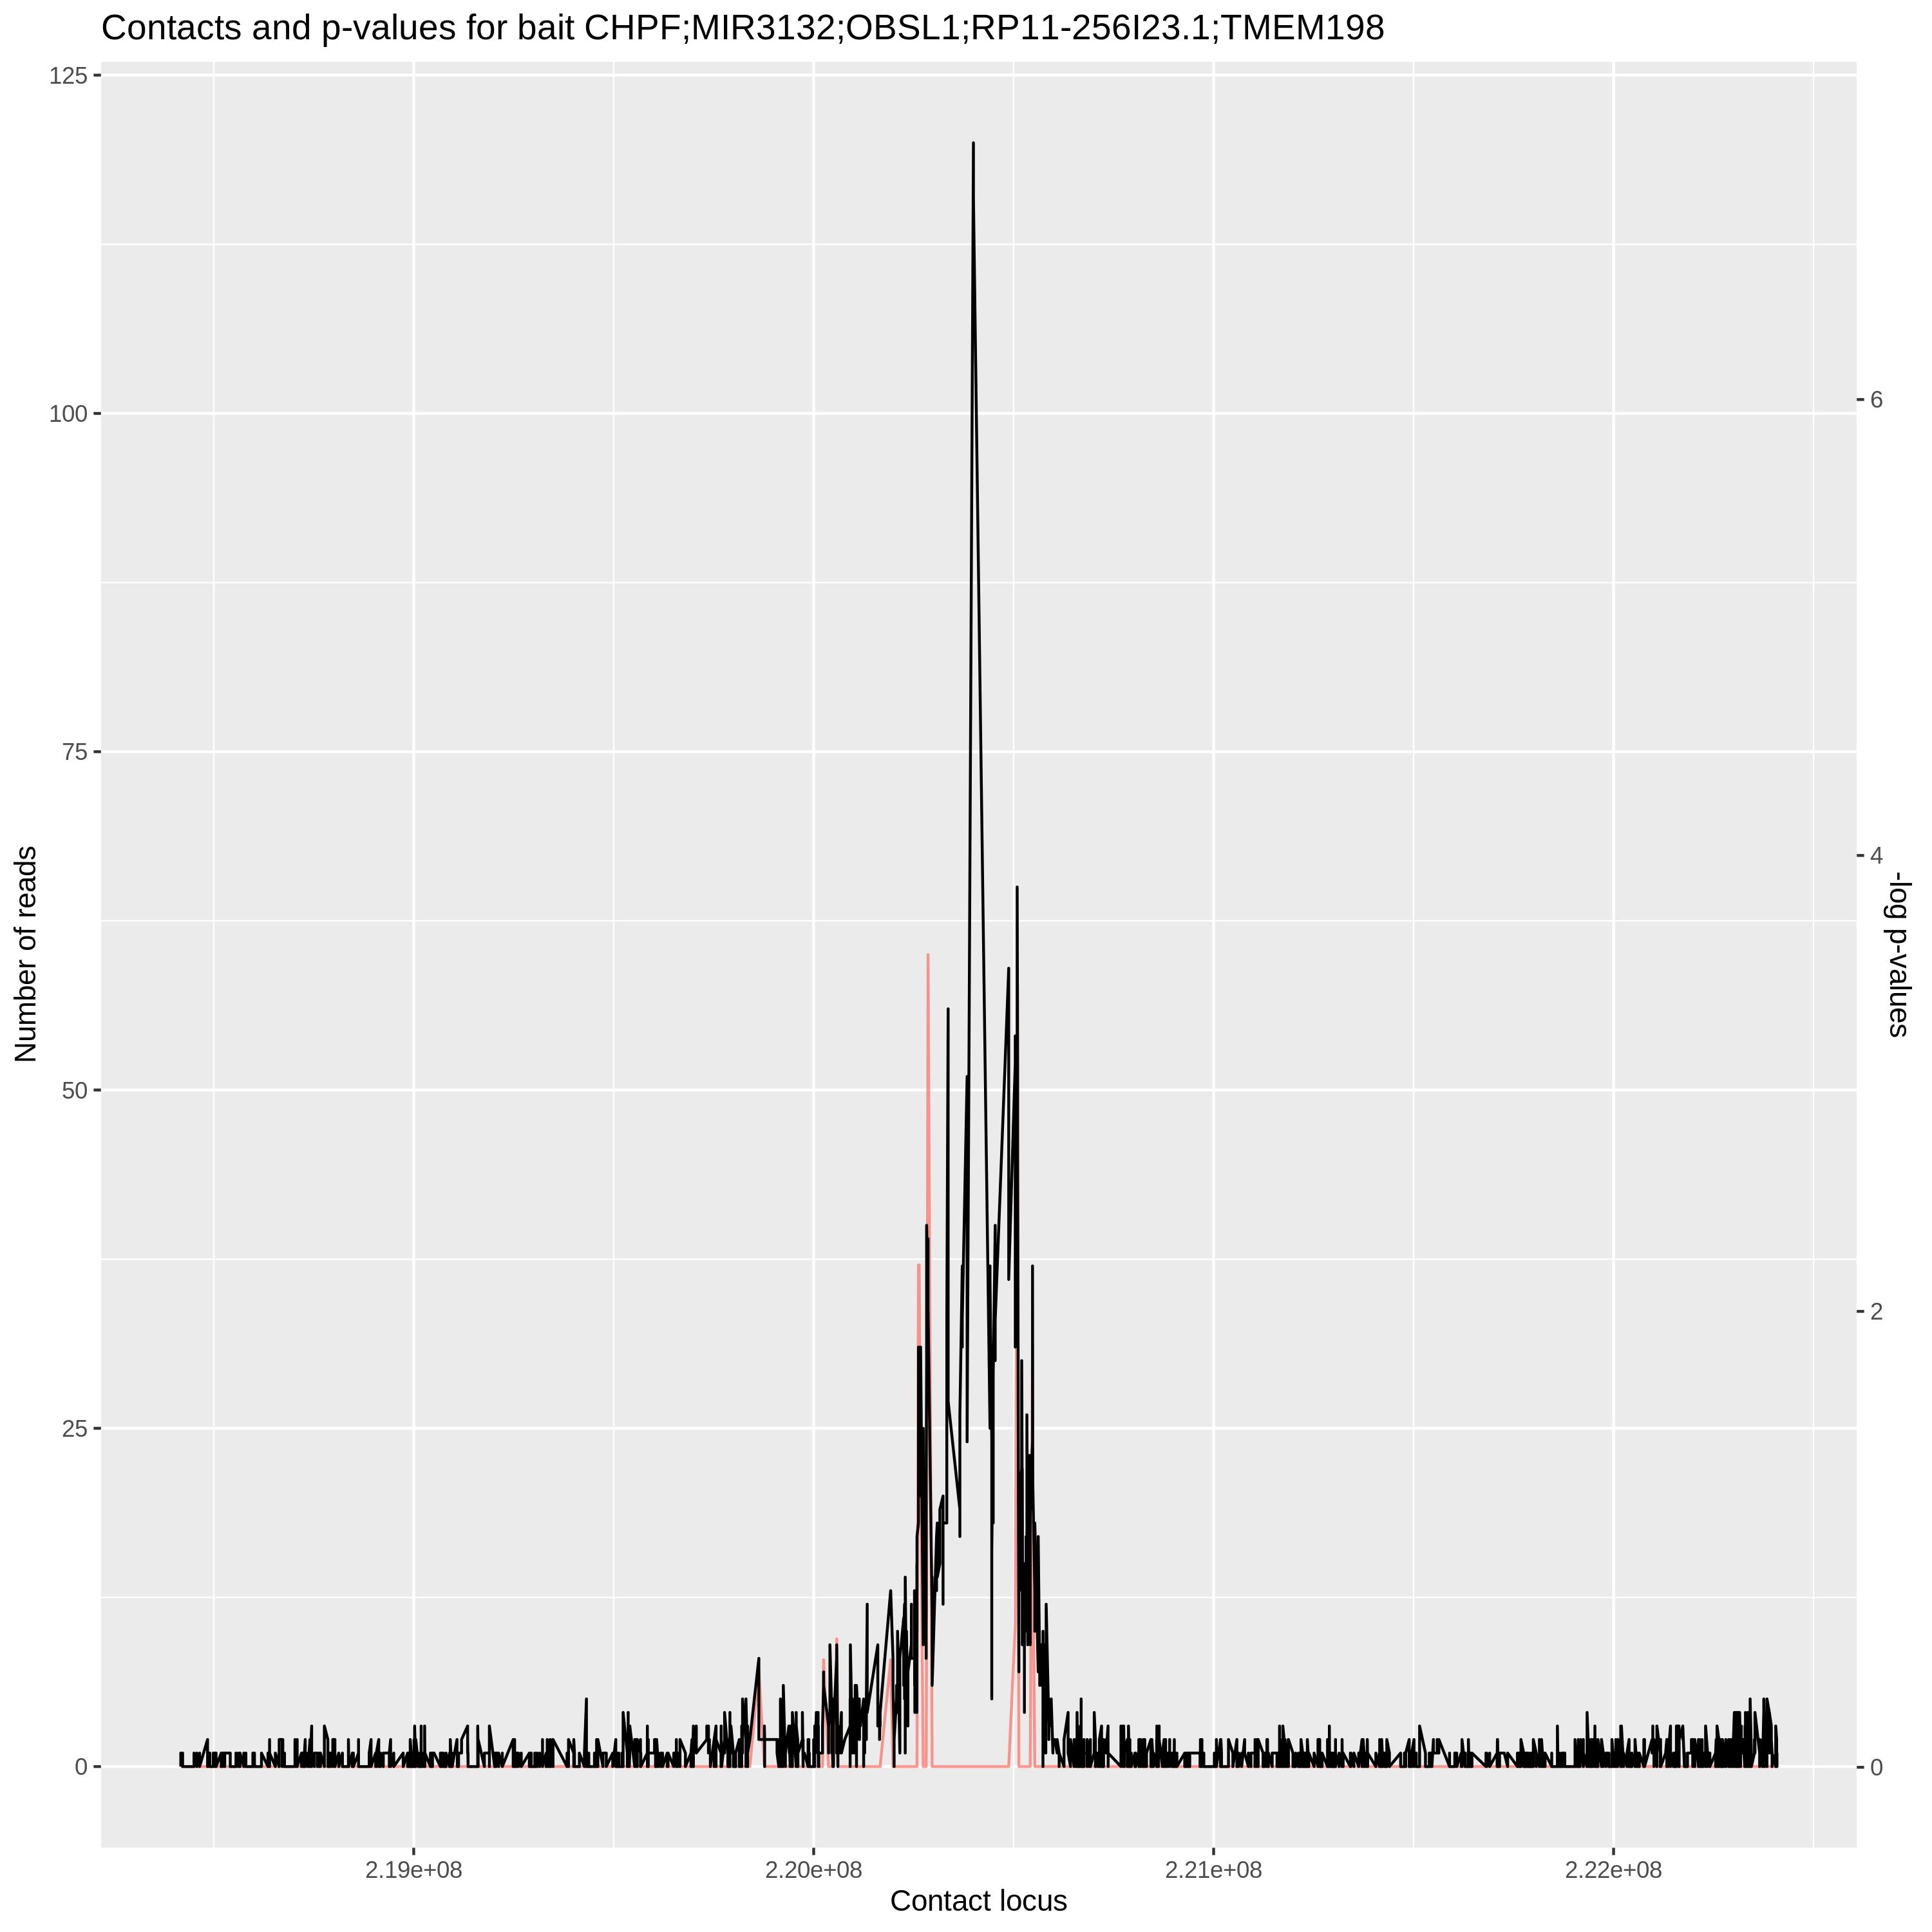 Contacts and p-values for bait CHPF;MIR3132;OBSL1;RP11-256I23.1;TMEM198
125
100
75
50
25
0
Number of reads
6
4
2
0
-log p-values
2.19e+08
2.20e+08
2.21e+08
2.22e+08
Contact locus